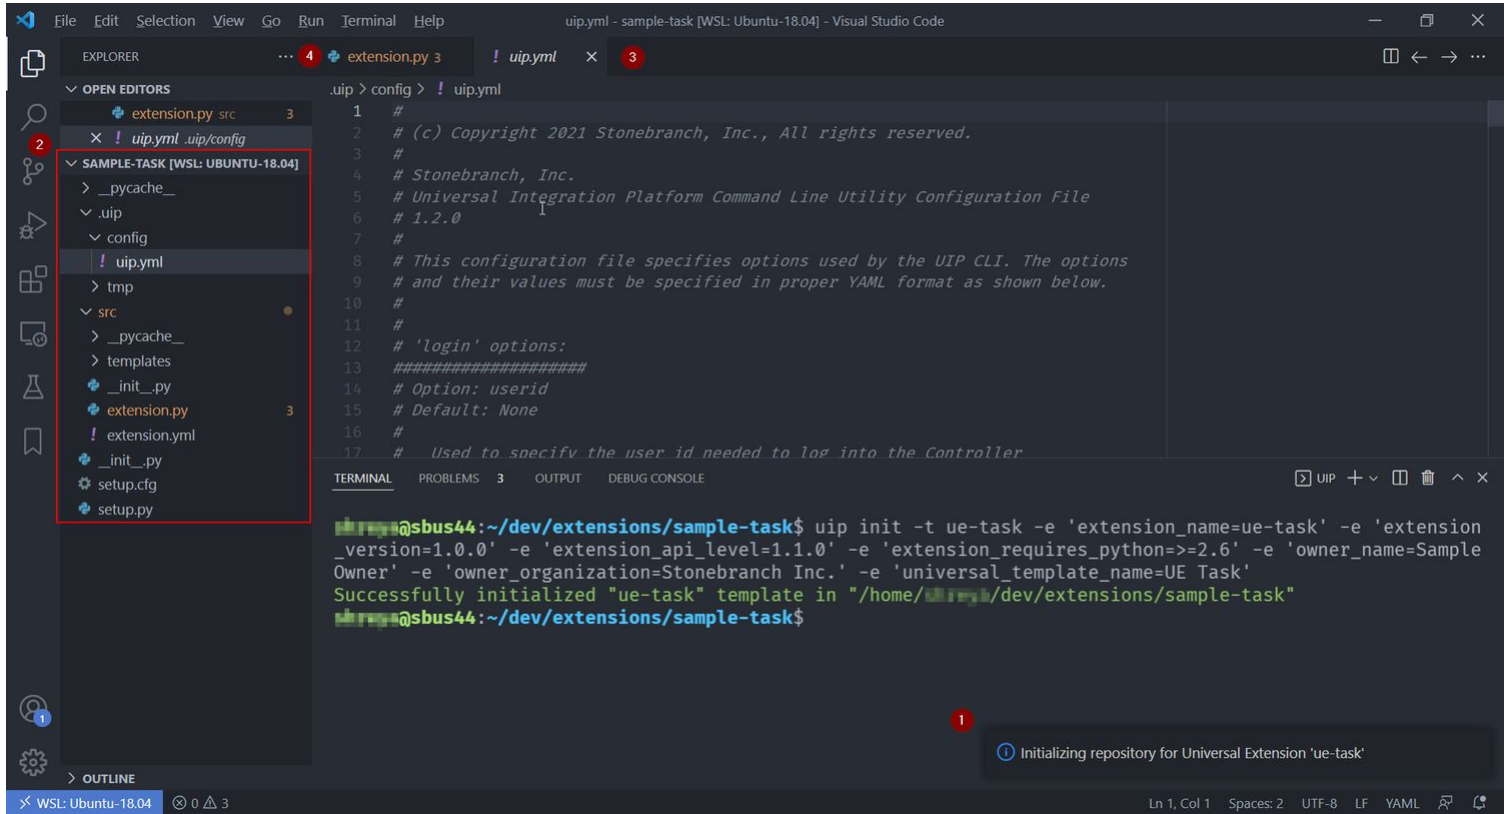 File Edit Selection View Go Run Terminal Help
uip.yml - sample-task [WSL: Ubuntu-18.04] - Visual Studio Code
EXPLORER
4
extension.py 3
! uip.yml
3
OPEN EDITORS
extension.py src 3
! uip.yml .uip/config
2
SAMPLE-TASK [WSL: UBUNTU-18.04]
__pycache__
.uip
config
! uip.yml
tmp
src
__pycache__
templates
__init__.py
extension.py 3
! extension.yml
__init__.py
setup.cfg
setup.py
OUTLINE
.uip > config > ! uip.yml
1 #
2 # (c) Copyright 2021 Stonebranch, Inc., All rights reserved.
3 #
4 # Stonebranch, Inc.
5 # Universal Integration Platform Command Line Utility Configuration File
6 # 1.2.0
7 #
8 # This configuration file specifies options used by the UIP CLI. The options
9 # and their values must be specified in proper YAML format as shown below.
10 #
11 #
12 # 'login' options:
13 ####################
14 # Option: userid
15 # Default: None
16 #
17 # Used to specify the user id needed to log into the Controller
TERMINAL PROBLEMS 3 OUTPUT DEBUG CONSOLE
UIP
@sbus44:~/dev/extensions/sample-task$ uip init -t ue-task -e 'extension_name=ue-task' -e 'extension
_version=1.0.0' -e 'extension_api_level=1.1.0' -e 'extension_requires_python=>=2.6' -e 'owner_name=Sample
Owner' -e 'owner_organization=Stonebranch Inc.' -e 'universal_template_name=UE Task'
Successfully initialized "ue-task" template in "/home/ /dev/extensions/sample-task"
@sbus44:~/dev/extensions/sample-task$
1
Initializing repository for Universal Extension 'ue-task'
1
WSL: Ubuntu-18.04
0 3
Ln 1, Col 1 Spaces: 2 UTF-8 LF YAML